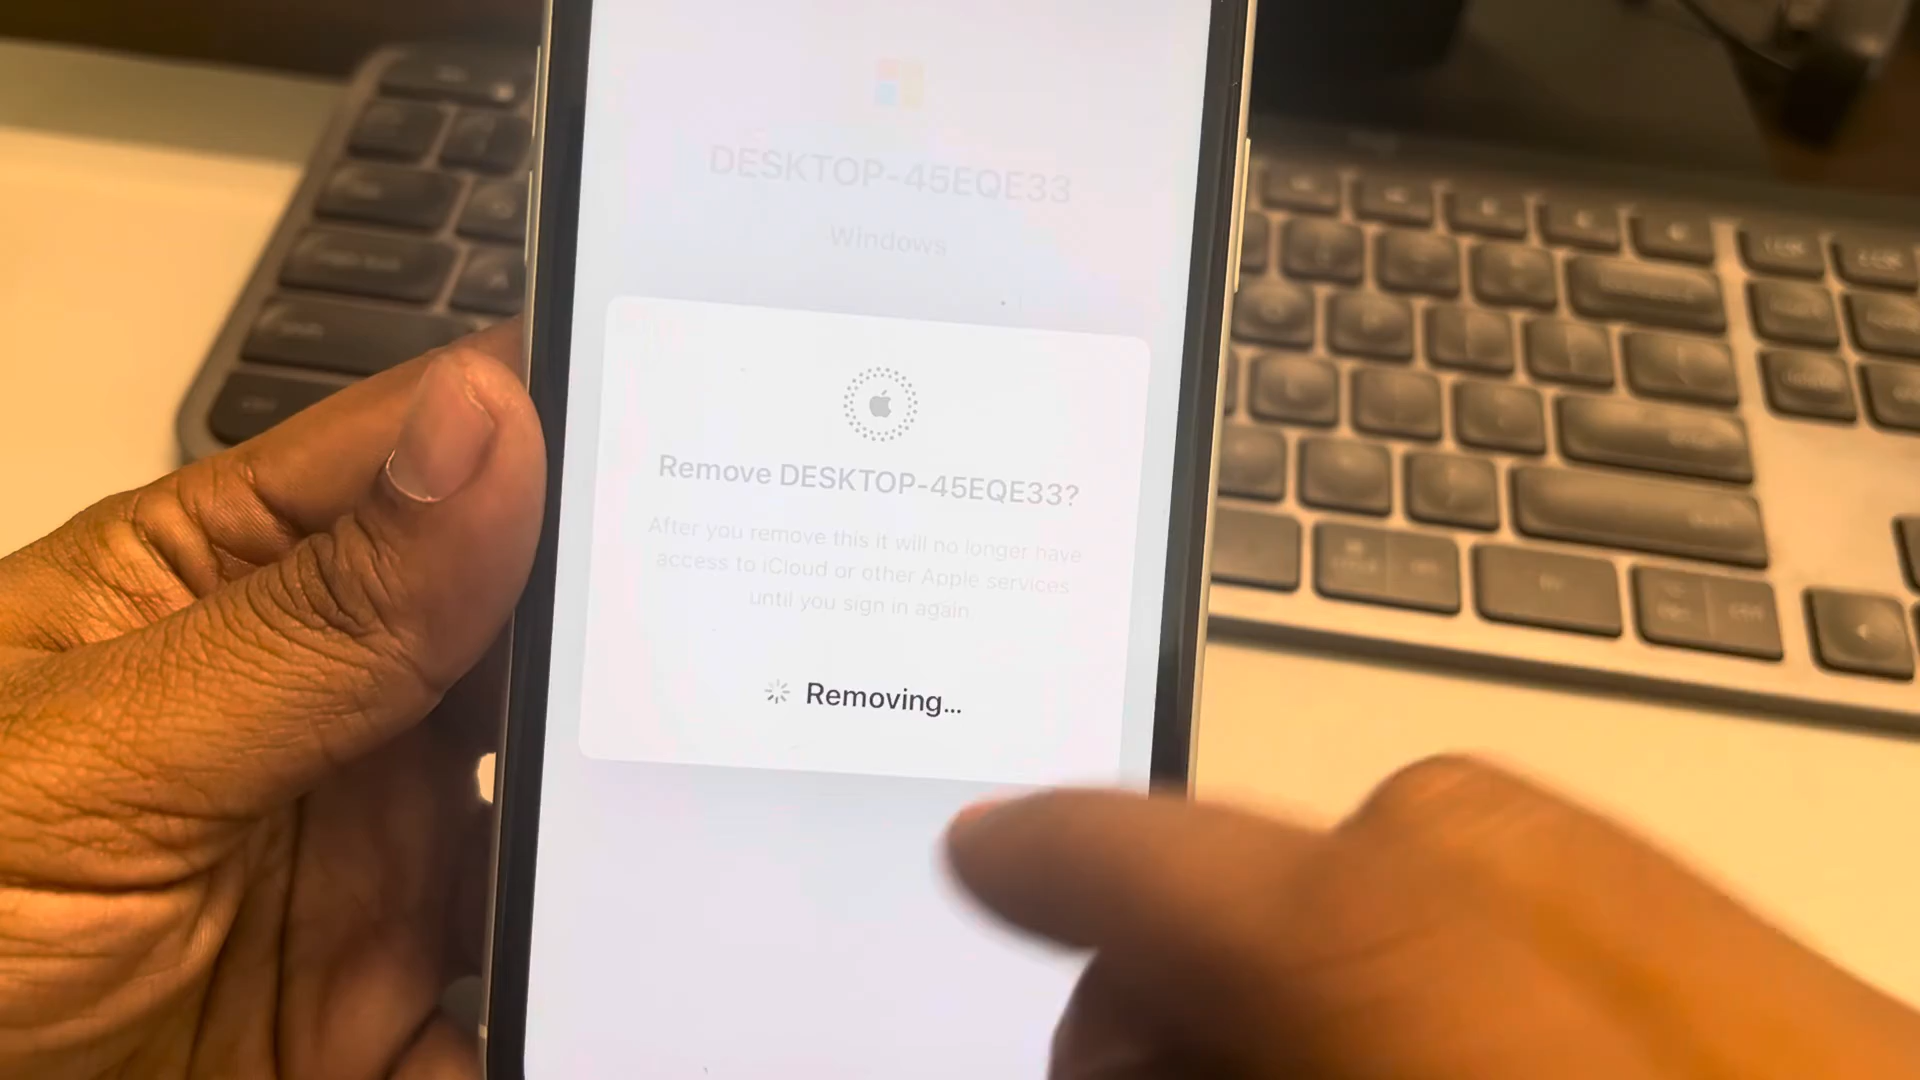 DESKTOP-45EQE33
Windows
Remove DESKTOP-45EQE33?
After you remove this it will no longer have
access to iCloud or other Apple services
until you sign in again.
Removing...